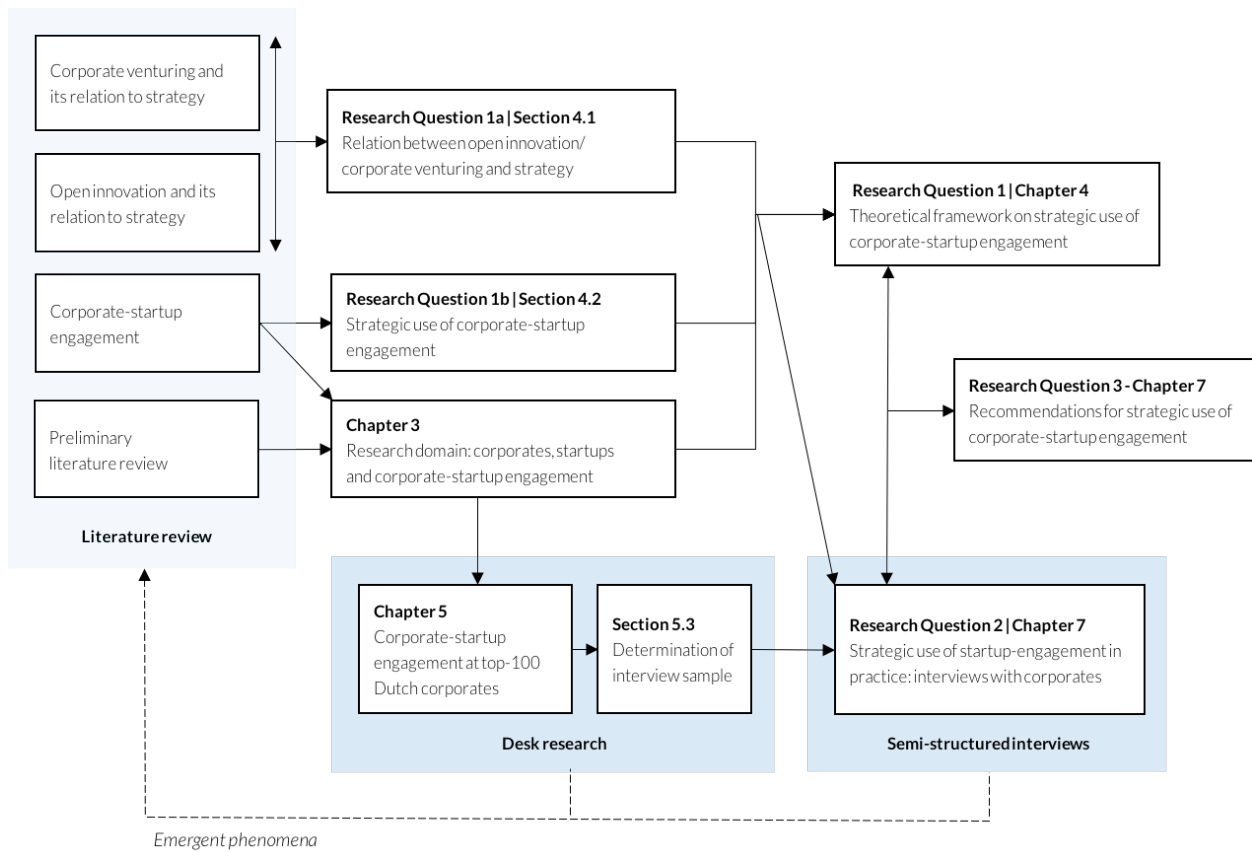 Corporate venturing and
its relation to strategy
Open innovation and its
relation to strategy
Corporate-startup
engagement
Preliminary
literature review
Literature review
Research Question 1a | Section 4.1
Relation between open innovation/
corporate venturing and strategy
Research Question 1b | Section 4.2
Strategic use of corporate-startup
engagement
Chapter 3
Research domain: corporates, startups
and corporate-startup engagement
Research Question 1 | Chapter 4
Theoretical framework on strategic use of
corporate-startup engagement
Research Question 3 - Chapter 7
Recommendations for strategic use of
corporate-startup engagement
Chapter 5
Corporate-startup
engagement at top-100
Dutch corporates
Section 5.3
Determination of
interview sample
Desk research
Research Question 2 | Chapter 7
Strategic use of startup-engagement in
practice: interviews with corporates
Semi-structured interviews
Emergent phenomena